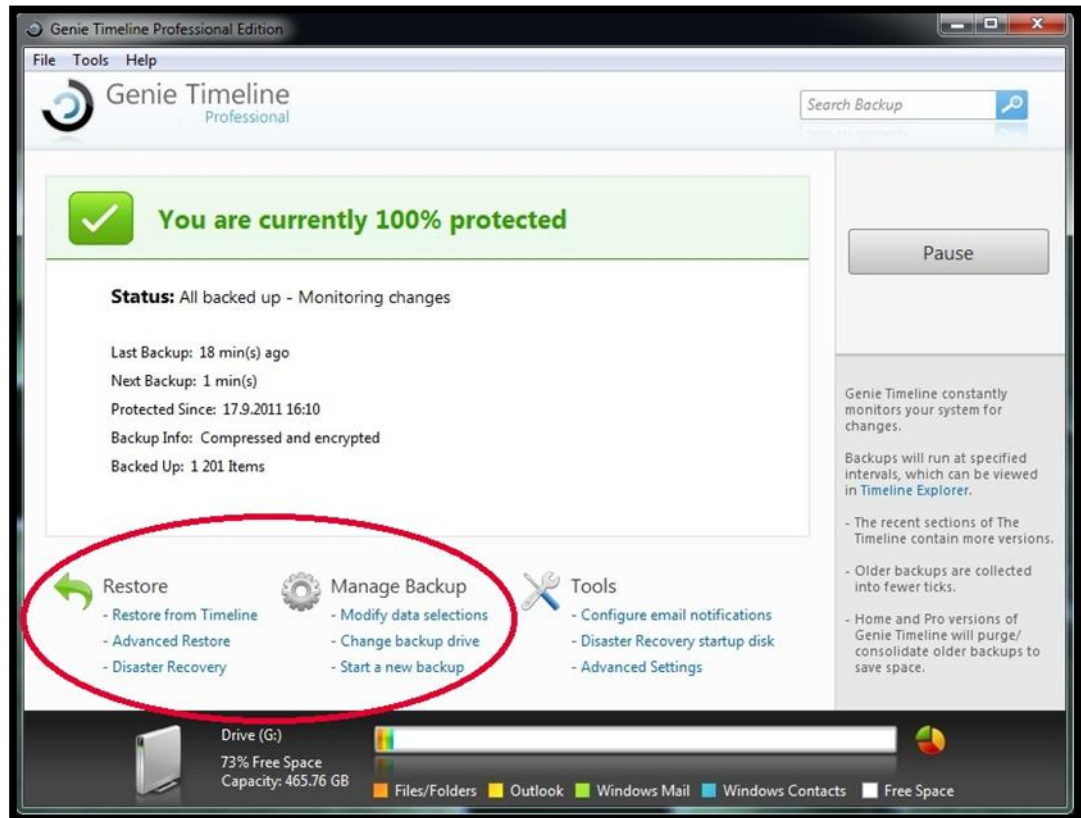 Genie Timeline Professional Edition
File Tools Help
Genie Timeline
Professional
Search Backup
You are currently 100% protected
Status: All backed up - Monitoring changes
Last Backup: 18 min(s) ago
Next Backup: 1 min(s)
Protected Since: 17.9.2011 16:10
Backup Info: Compressed and encrypted
Backed Up: 1 201 Items
Pause
Genie Timeline constantly
monitors your system for
changes.
Backups will run at specified
intervals, which can be viewed
in Timeline Explorer.
- The recent sections of The
Timeline contain more versions.
- Older backups are collected
into fewer ticks.
- Home and Pro versions of
Genie Timeline will purge/
consolidate older backups to
save space.
Restore
- Restore from Timeline
- Advanced Restore
- Disaster Recovery
Manage Backup
- Modify data selections
- Change backup drive
- Start a new backup
Tools
- Configure email notifications
- Disaster Recovery startup disk
- Advanced Settings
Drive (G:)
73% Free Space
Capacity: 465.76 GB
Files/Folders Outlook Windows Mail Windows Contacts Free Space